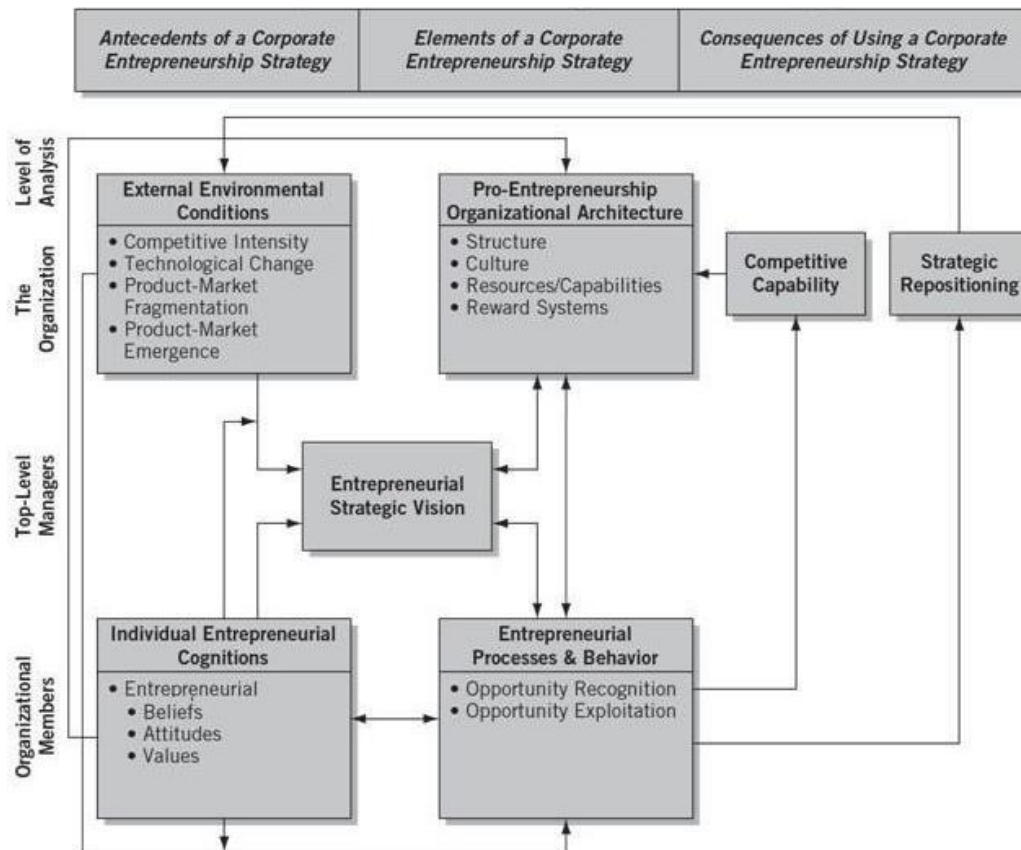 Antecedents of a Corporate
Entrepreneurship Strategy
Elements of a Corporate
Entrepreneurship Strategy
Consequences of Using a Corporate
Entrepreneurship Strategy
Level of
Analysis
External Environmental
Conditions
• Competitive Intensity
• Technological Change
• Product-Market
Fragmentation
• Product-Market
Emergence
Pro-Entrepreneurship
Organizational Architecture
• Structure
• Culture
• Resources/Capabilities
• Reward Systems
Competitive
Capability
Strategic
Repositioning
The
Organization
Top-Level
Managers
Entrepreneurial
Strategic Vision
Organizational
Members
Individual Entrepreneurial
Cognitions
• Entrepreneurial
• Beliefs
• Attitudes
• Values
Entrepreneurial
Processes & Behavior
• Opportunity Recognition
• Opportunity Exploitation